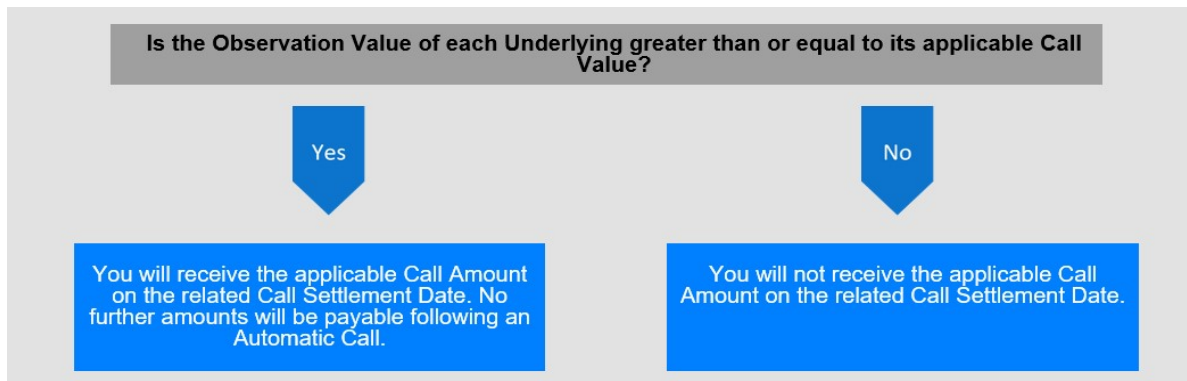 Is the Observation Value of each Underlying greater than or equal to its applicable Call
Value?
Yes
No
You will receive the applicable Call Amount
on the related Call Settlement Date. No
further amounts will be payable following an
Automatic Call.
You will not receive the applicable Call
Amount on the related Call Settlement Date.